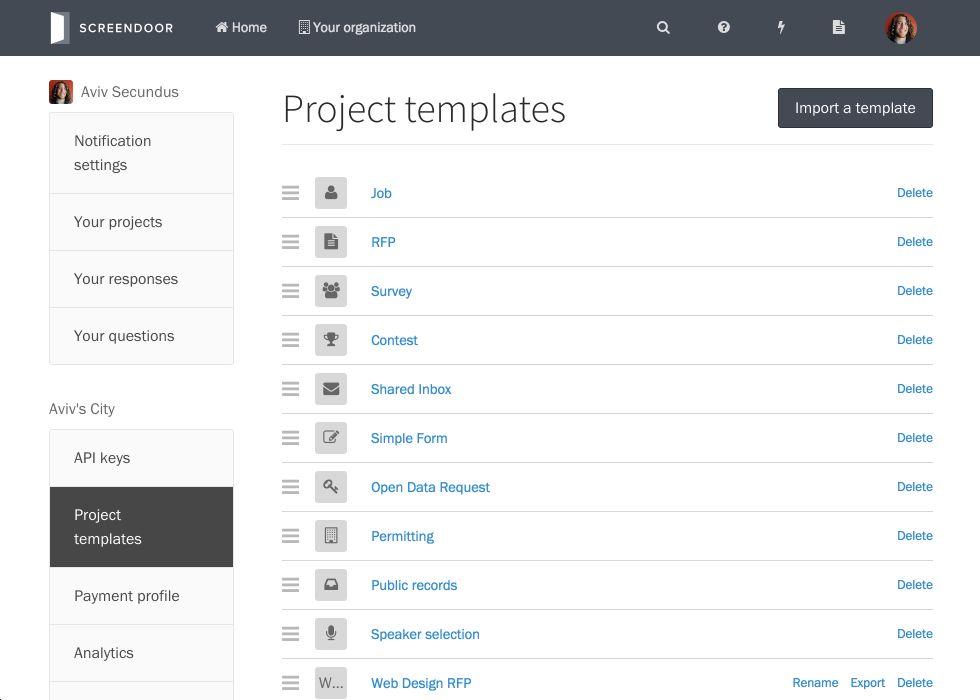 SCREENDOOR Home Your organization
Aviv Secundus
Notification
settings
Your projects
Your responses
Your questions
Aviv's City
API keys
Project
templates
Payment profile
Analytics
Project templates Import a template
Job Delete
RFP Delete
Survey Delete
Contest Delete
Shared Inbox Delete
Simple Form Delete
Open Data Request Delete
Permitting Delete
Public records Delete
Speaker selection Delete
W... Web Design RFP Rename Export Delete